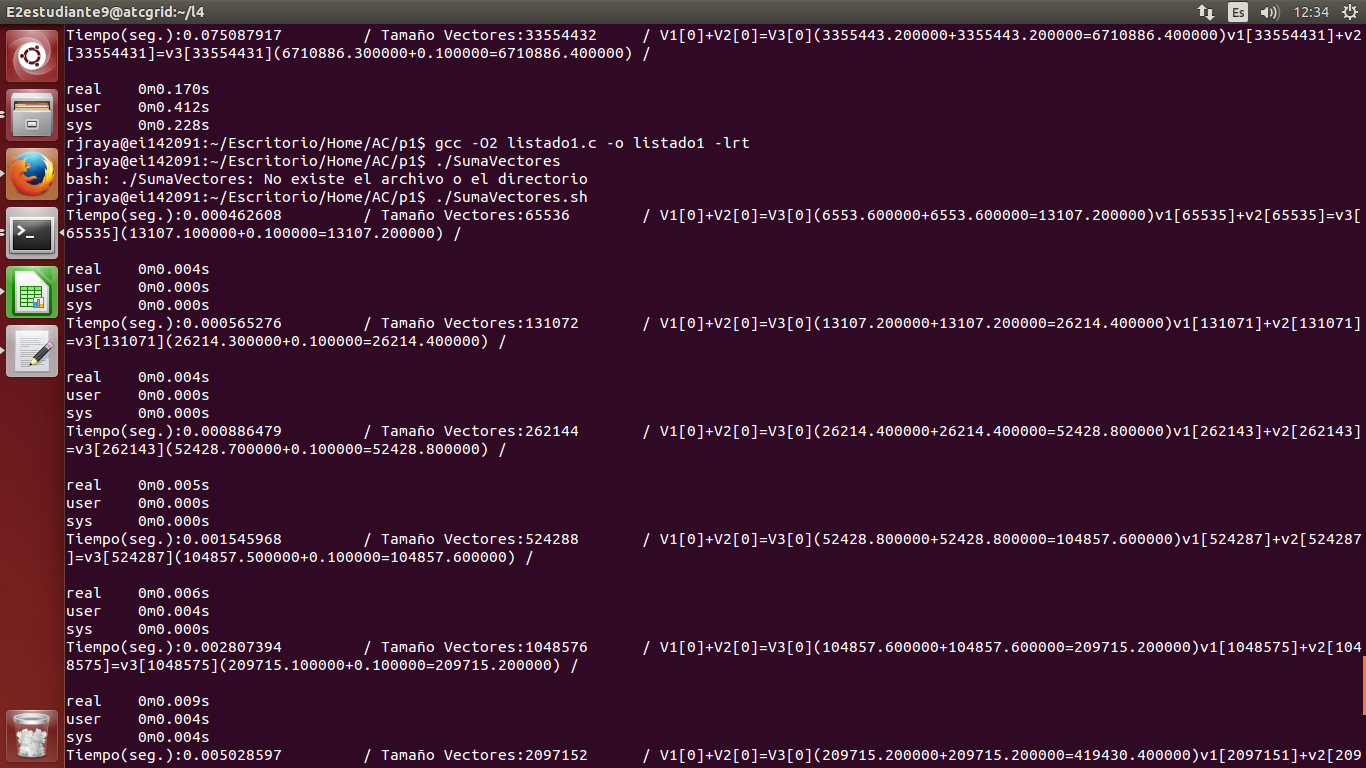 E2estudiante9@atcgrid:~/l4
Es
12:34
Tiempo(seg.):0.075087917 / Tamaño Vectores:33554432 / V1[0]+V2[0]=V3[0](3355443.200000+3355443.200000=6710886.400000)v1[33554431]+v2
[33554431]=v3[33554431](6710886.300000+0.100000=6710886.400000) /
real 0m0.170s
user 0m0.412s
sys 0m0.228s
rjraya@ei142091:~/Escritorio/Home/AC/p1$ gcc -O2 listado1.c -o listado1 -lrt
rjraya@ei142091:~/Escritorio/Home/AC/p1$ ./SumaVectores
bash: ./SumaVectores: No existe el archivo o el directorio
rjraya@ei142091:~/Escritorio/Home/AC/p1$ ./SumaVectores.sh
Tiempo(seg.):0.000462608 / Tamaño Vectores:65536 / V1[0]+V2[0]=V3[0](6553.600000+6553.600000=13107.200000)v1[65535]+v2[65535]=v3[
65535](13107.100000+0.100000=13107.200000) /
real 0m0.004s
user 0m0.000s
sys 0m0.000s
Tiempo(seg.):0.000565276 / Tamaño Vectores:131072 / V1[0]+V2[0]=V3[0](13107.200000+13107.200000=26214.400000)v1[131071]+v2[131071]
=v3[131071](26214.300000+0.100000=26214.400000) /
real 0m0.004s
user 0m0.000s
sys 0m0.000s
Tiempo(seg.):0.000886479 / Tamaño Vectores:262144 / V1[0]+V2[0]=V3[0](26214.400000+26214.400000=52428.800000)v1[262143]+v2[262143]
=v3[262143](52428.700000+0.100000=52428.800000) /
real 0m0.005s
user 0m0.000s
sys 0m0.000s
Tiempo(seg.):0.001545968 / Tamaño Vectores:524288 / V1[0]+V2[0]=V3[0](52428.800000+52428.800000=104857.600000)v1[524287]+v2[524287
]=v3[524287](104857.500000+0.100000=104857.600000) /
real 0m0.006s
user 0m0.004s
sys 0m0.000s
Tiempo(seg.):0.002807394 / Tamaño Vectores:1048576 / V1[0]+V2[0]=V3[0](104857.600000+104857.600000=209715.200000)v1[1048575]+v2[104
8575]=v3[1048575](209715.100000+0.100000=209715.200000) /
real 0m0.009s
user 0m0.004s
sys 0m0.004s
Tiempo(seg.):0.005028597 / Tamaño Vectores:2097152 / V1[0]+V2[0]=V3[0](209715.200000+209715.200000=419430.400000)v1[2097151]+v2[209